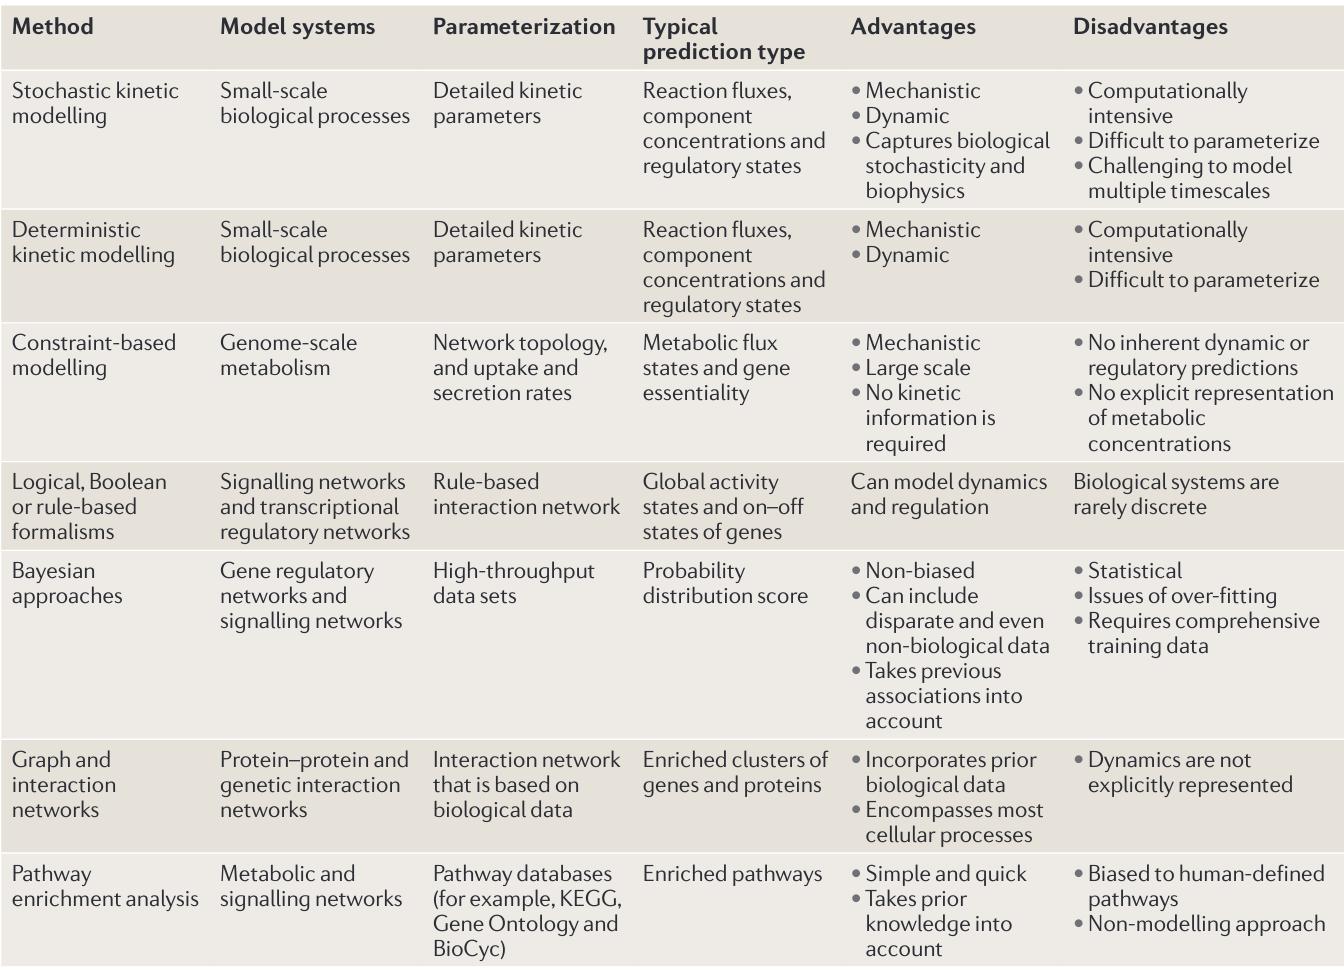 Method
Model systems
Parameterization
Typical
prediction type
Advantages
Disadvantages
Stochastic kinetic
modelling
Small-scale
biological processes
Detailed kinetic
parameters
Reaction fluxes,
component
concentrations and
regulatory states
• Mechanistic
• Dynamic
• Captures biological
stochasticity and
biophysics
• Computationally
intensive
• Difficult to parameterize
• Challenging to model
multiple timescales
Deterministic
kinetic modelling
Small-scale
biological processes
Detailed kinetic
parameters
Reaction fluxes,
component
concentrations and
regulatory states
• Mechanistic
• Dynamic
• Computationally
intensive
• Difficult to parameterize
Constraint-based
modelling
Genome-scale
metabolism
Network topology,
and uptake and
secretion rates
Metabolic flux
states and gene
essentiality
• Mechanistic
• Large scale
• No kinetic
information is
required
• No inherent dynamic or
regulatory predictions
• No explicit representation
of metabolic
concentrations
Logical, Boolean
or rule-based
formalisms
Signalling networks
and transcriptional
regulatory networks
Rule-based
interaction network
Global activity
states and on–off
states of genes
Can model dynamics
and regulation
Biological systems are
rarely discrete
Bayesian
approaches
Gene regulatory
networks and
signalling networks
High-throughput
data sets
Probability
distribution score
• Non-biased
• Can include
disparate and even
non-biological data
• Takes previous
associations into
account
• Statistical
• Issues of over-fitting
• Requires comprehensive
training data
Graph and
interaction
networks
Protein–protein and
genetic interaction
networks
Interaction network
that is based on
biological data
Enriched clusters of
genes and proteins
• Incorporates prior
biological data
• Encompasses most
cellular processes
• Dynamics are not
explicitly represented
Pathway
enrichment analysis
Metabolic and
signalling networks
Pathway databases
(for example, KEGG,
Gene Ontology and
BioCyc)
Enriched pathways
• Simple and quick
• Takes prior
knowledge into
account
• Biased to human-defined
pathways
• Non-modelling approach